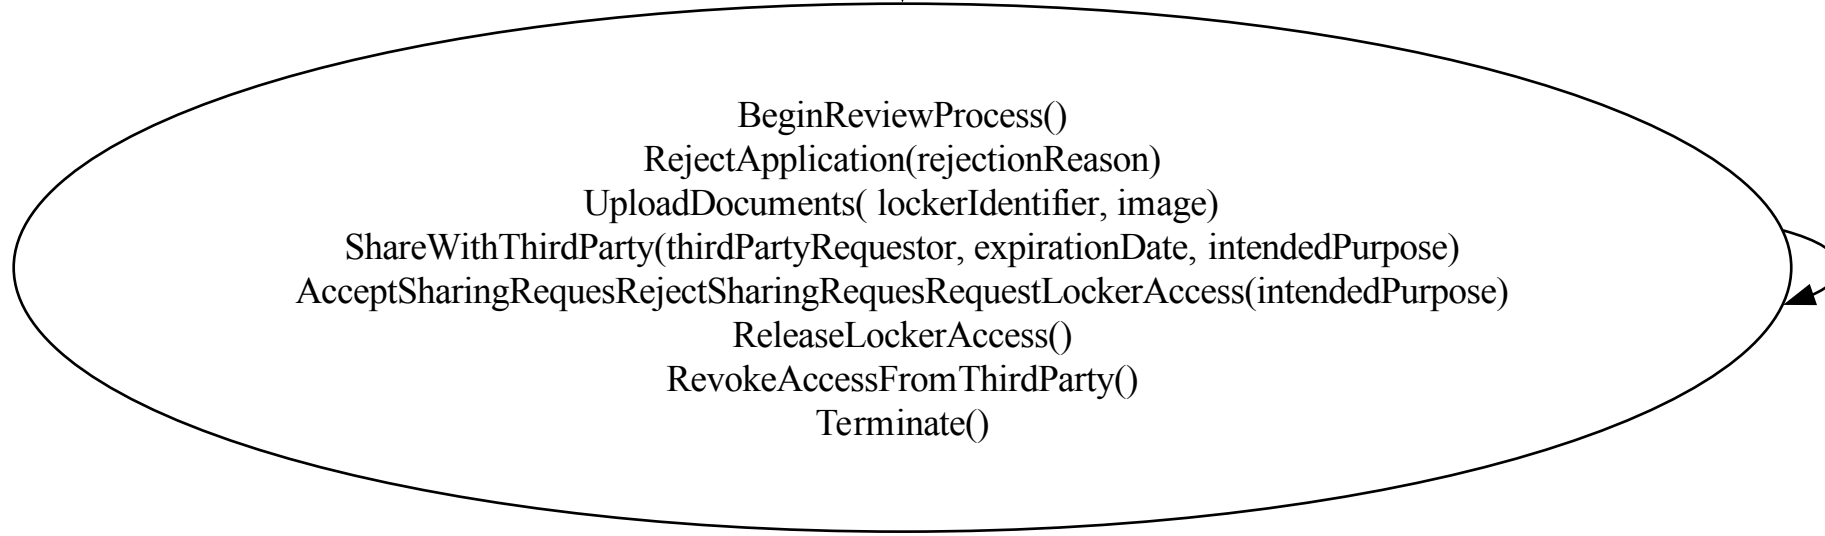 BeginReviewProcess()
RejectApplication(rejectionReason)
UploadDocuments( lockerIdentifier, image)
ShareWithThirdParty(thirdPartyRequestor, expirationDate, intendedPurpose)
AcceptSharingRequesRejectSharingRequesRequestLockerAccess(intendedPurpose)
ReleaseLockerAccess()
RevokeAccessFromThirdParty()
Terminate()